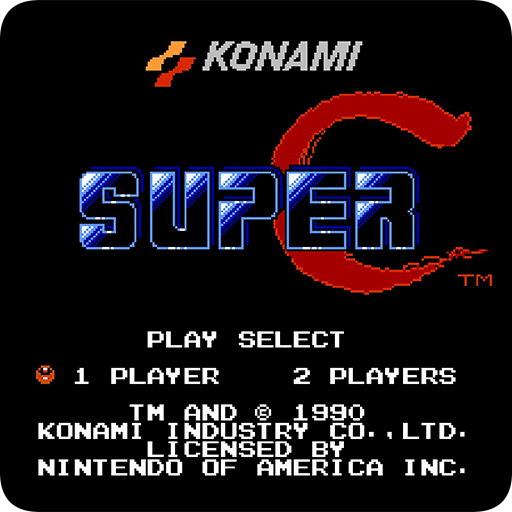 KONAMI
SUPER C
TM
PLAY SELECT
1 PLAYER 2 PLAYERS
TM AND © 1990
KONAMI INDUSTRY CO.,LTD.
LICENSED BY
NINTENDO OF AMERICA INC.